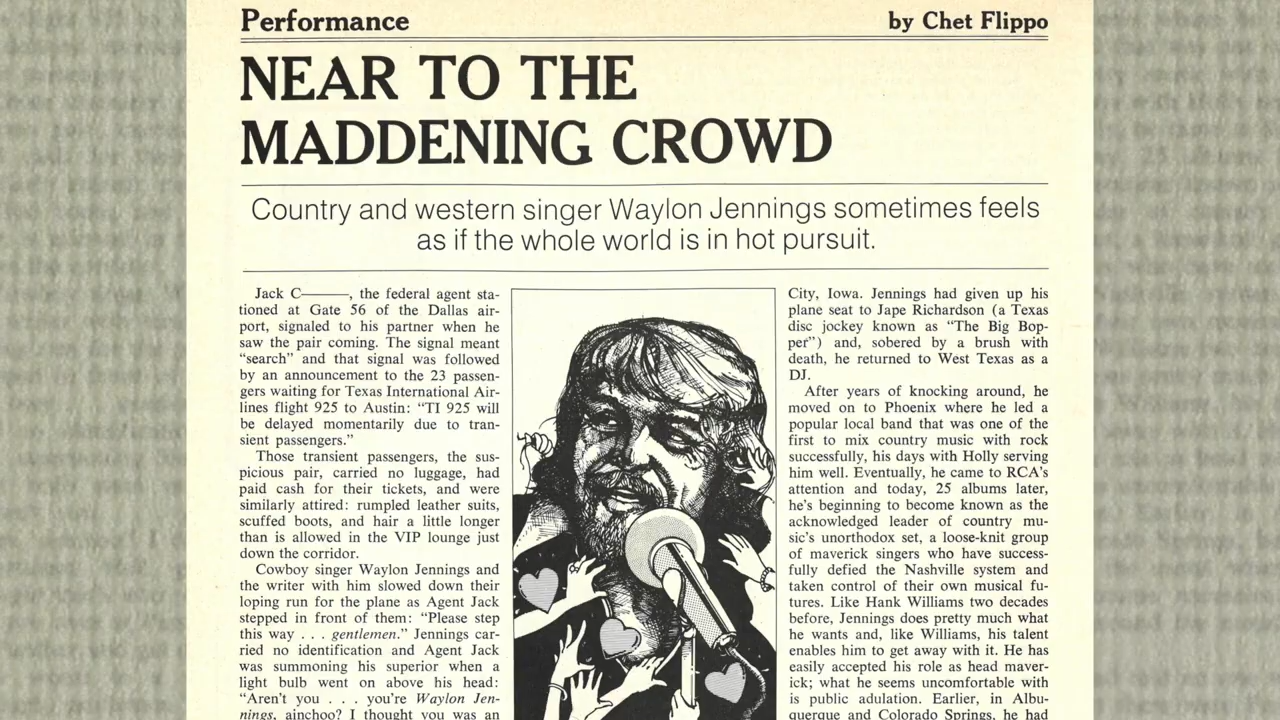 Performance
by Chet Flippo
NEAR TO THE
MADDENING CROWD
Country and western singer Waylon Jennings sometimes feels
as if the whole world is in hot pursuit.
Jack C——, the federal agent sta-
tioned at Gate 56 of the Dallas air-
port, signaled to his partner when he
saw the pair coming. The signal meant
“search” and that signal was followed
by an announcement to the 23 passen-
gers waiting for Texas International Air-
lines flight 925 to Austin: “TI 925 will
be delayed momentarily due to tran-
sient passengers.”
Those transient passengers, the sus-
picious pair, carried no luggage, had
paid cash for their tickets, and were
similarly attired: rumpled leather suits,
scuffed boots, and hair a little longer
than is allowed in the VIP lounge just
down the corridor.
Cowboy singer Waylon Jennings and
the writer with him slowed down their
loping run for the plane as Agent Jack
stepped in front of them: “Please step
this way . . . gentlemen.” Jennings car-
ried no identification and Agent Jack
was summoning his superior when a
light bulb went on above his head:
“Aren’t you . . . you’re Waylon Jen-
nings, ainchoo? I thought you was an
City, Iowa. Jennings had given up his
plane seat to Jape Richardson (a Texas
disc jockey known as “The Big Bop-
per”) and, sobered by a brush with
death, he returned to West Texas as a
DJ.
After years of knocking around, he
moved on to Phoenix where he led a
popular local band that was one of the
first to mix country music with rock
successfully, his days with Holly serving
him well. Eventually, he came to RCA’s
attention and today, 25 albums later,
he’s beginning to become known as the
acknowledged leader of country mu-
sic’s unorthodox set, a loose-knit group
of maverick singers who have success-
fully defied the Nashville system and
taken control of their own musical fu-
tures. Like Hank Williams two decades
before, Jennings does pretty much what
he wants and, like Williams, his talent
enables him to get away with it. He has
easily accepted his role as head maver-
ick; what he seems uncomfortable with
is public adulation. Earlier, in Albu-
querque and Colorado Springs, he had